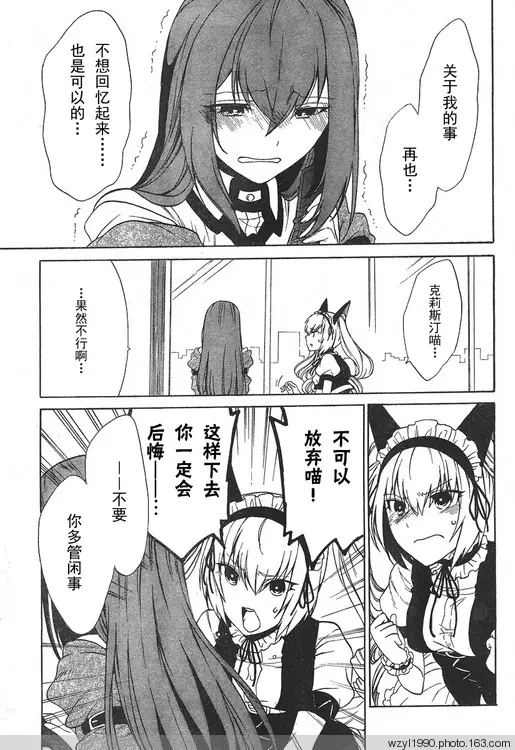 关于我的事
再也…
不想回忆起来……
也是可以的…
克莉斯汀喵…
…果然不行啊…
不可以
放弃喵！
这样下去
你一定会
后悔——…
——不要
你多管闲事
wzyl1990.photo.163.com